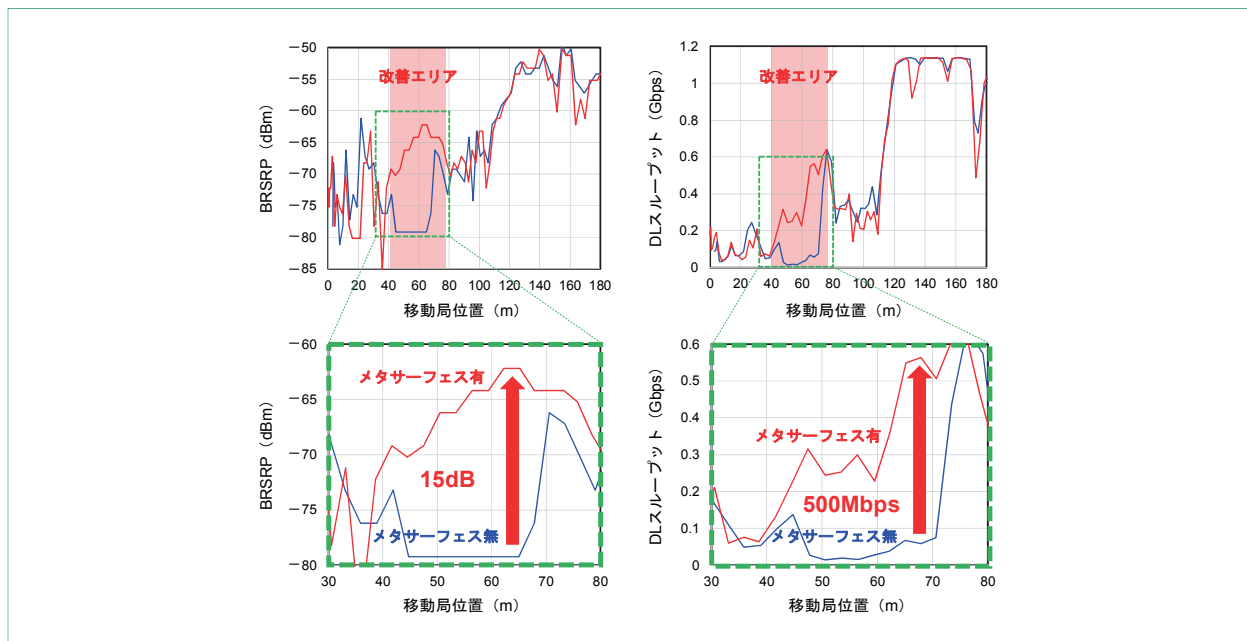 BRSRP（dBm）
－50
－55
－60
－65
－70
－75
－80
－85
改善エリア
0 20 40 60 80 100 120 140 160 180
移動局位置（m）
DLスループット（Gbps）
1.2
1
0.8
0.6
0.4
0.2
0
改善エリア
0 20 40 60 80 100 120 140 160 180
移動局位置（m）
BRSRP（dBm）
－60
－65
－70
－75
－80
メタサーフェス有
15dB
メタサーフェス無
30 40 50 60 70 80
移動局位置（m）
DLスループット（Gbps）
0.6
0.5
0.4
0.3
0.2
0.1
0
メタサーフェス有
500Mbps
メタサーフェス無
30 40 50 60 70 80
移動局位置（m）